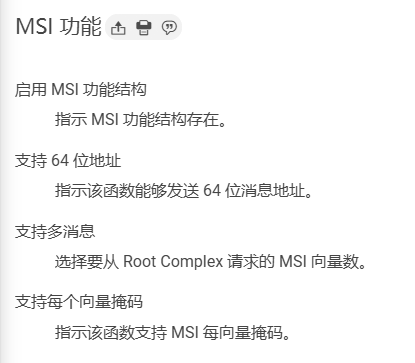 MSI 功能
启用 MSI 功能结构
指示 MSI 功能结构存在。
支持 64 位地址
指示该函数能够发送 64 位消息地址。
支持多消息
选择要从 Root Complex 请求的 MSI 向量数。
支持每个向量掩码
指示该函数支持 MSI 每向量掩码。